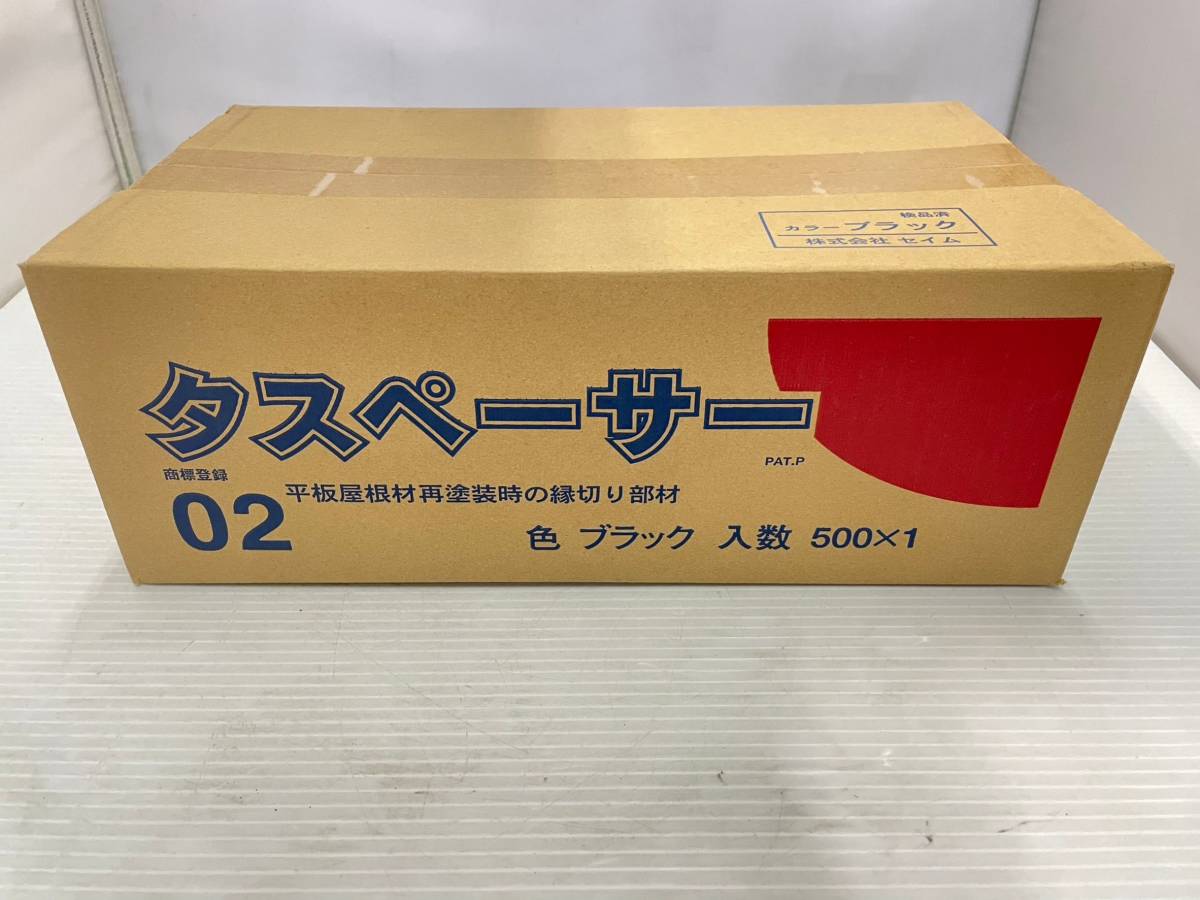 検品済
カラー ブラック
株式会社 セイム
タスペーサー
商標登録
PAT.P
02
平板屋根材再塗装時の縁切り部材
色 ブラック 入数 500×1